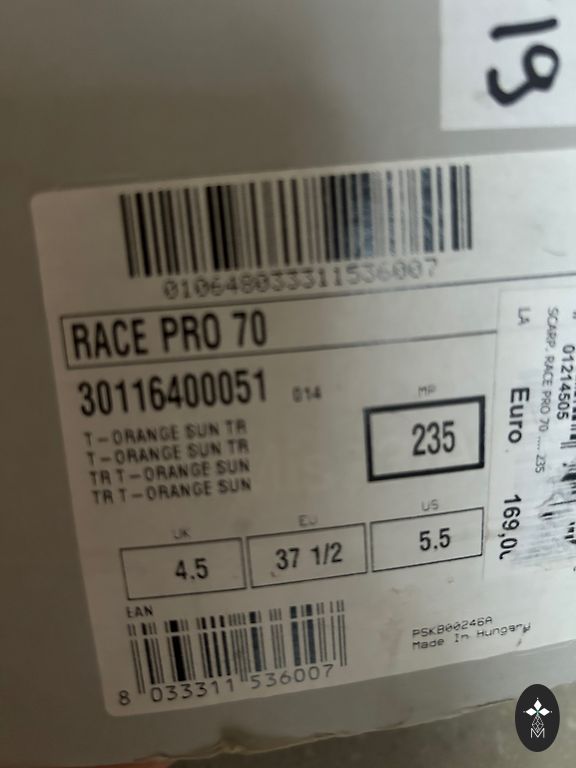 19
010648033311536007
RACE PRO 70
30116400051 014
T-ORANGE SUN TR
T-ORANGE SUN TR
TR T-ORANGE SUN
TR T-ORANGE SUN
MP
235
UK
4.5
EU
37 1/2
US
5.5
EAN
8 033311 536007
PSKB00246A
Made In Hungary
LA
Euro 169,0
SCARP. RACE PRO 70 .... 235
01214505
M